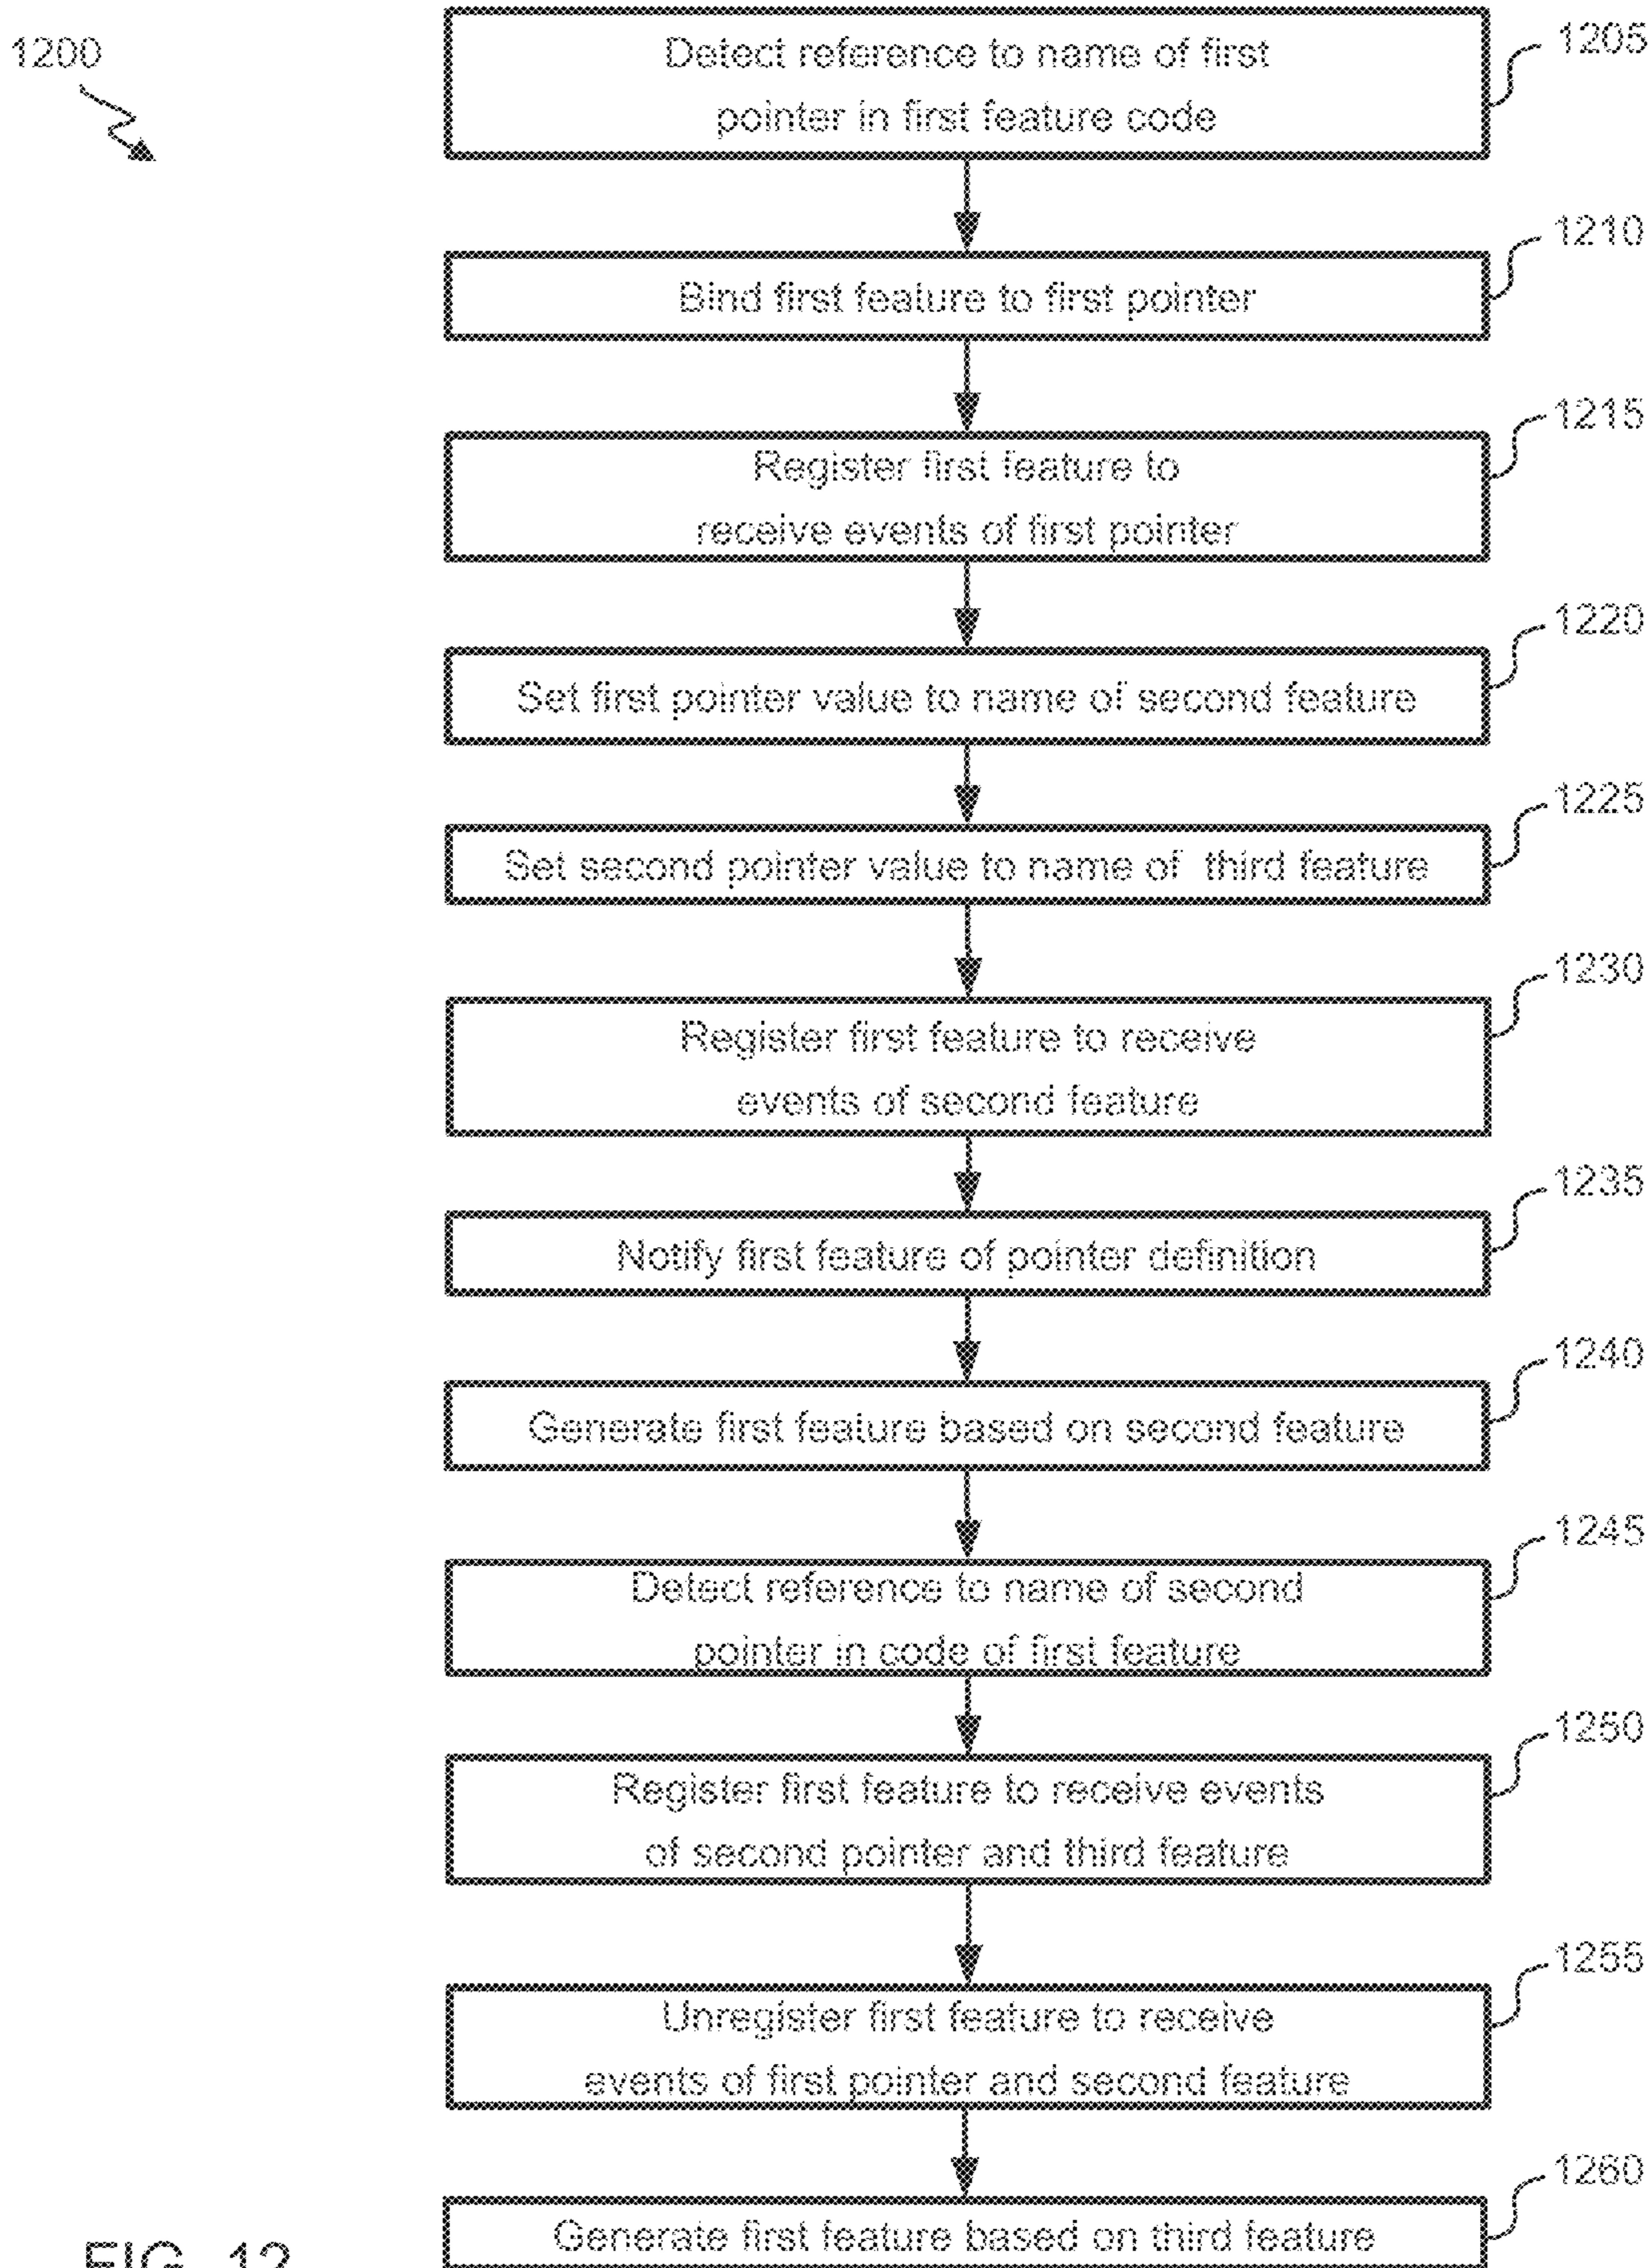 1200
Detect reference to name of first
pointer in first feature code
1205
Bind first feature to first pointer
1210
Register first feature to
receive events of first pointer
1215
Set first pointer value to name of second feature
1220
Set second pointer value to name of third feature
1225
Register first feature to receive
events of second feature
1230
Notify first feature of pointer definition
1235
Generate first feature based on second feature
1240
Detect reference to name of second
pointer in code of first feature
1245
Register first feature to receive events
of second pointer and third feature
1250
Unregister first feature to receive
events of first pointer and second feature
1255
Generate first feature based on third feature
1260
FIG. 12